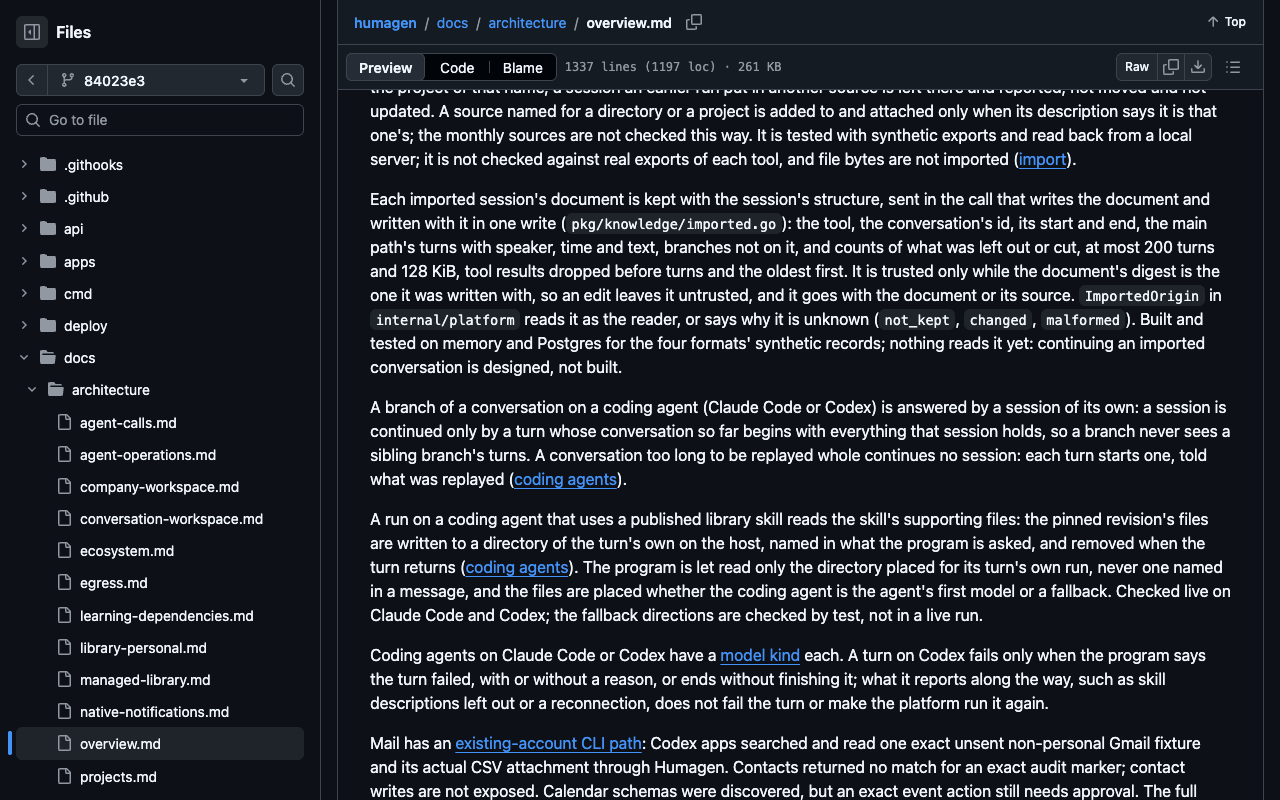 Files
84023e3
Go to file
.githooks
.github
api
apps
cmd
deploy
docs
architecture
agent-calls.md
agent-operations.md
company-workspace.md
conversation-workspace.md
ecosystem.md
egress.md
learning-dependencies.md
library-personal.md
managed-library.md
native-notifications.md
overview.md
projects.md
humagen / docs / architecture / overview.md
Top
Preview Code Blame 1337 lines (1197 loc) · 261 KB Raw
the project of that name; a session an earlier run put in another source is left there and reported, not moved and not
updated. A source named for a directory or a project is added to and attached only when its description says it is that
one's; the monthly sources are not checked this way. It is tested with synthetic exports and read back from a local
server; it is not checked against real exports of each tool, and file bytes are not imported (import).
Each imported session's document is kept with the session's structure, sent in the call that writes the document and
written with it in one write (pkg/knowledge/imported.go): the tool, the conversation's id, its start and end, the main
path's turns with speaker, time and text, branches not on it, and counts of what was left out or cut, at most 200 turns
and 128 KiB, tool results dropped before turns and the oldest first. It is trusted only while the document's digest is the
one it was written with, so an edit leaves it untrusted, and it goes with the document or its source. ImportedOrigin in
internal/platform reads it as the reader, or says why it is unknown (not_kept, changed, malformed). Built and
tested on memory and Postgres for the four formats' synthetic records; nothing reads it yet: continuing an imported
conversation is designed, not built.
A branch of a conversation on a coding agent (Claude Code or Codex) is answered by a session of its own: a session is
continued only by a turn whose conversation so far begins with everything that session holds, so a branch never sees a
sibling branch's turns. A conversation too long to be replayed whole continues no session: each turn starts one, told
what was replayed (coding agents).
A run on a coding agent that uses a published library skill reads the skill's supporting files: the pinned revision's files
are written to a directory of the turn's own on the host, named in what the program is asked, and removed when the
turn returns (coding agents). The program is let read only the directory placed for its turn's own run, never one named
in a message, and the files are placed whether the coding agent is the agent's first model or a fallback. Checked live on
Claude Code and Codex; the fallback directions are checked by test, not in a live run.
Coding agents on Claude Code or Codex have a model kind each. A turn on Codex fails only when the program says
the turn failed, with or without a reason, or ends without finishing it; what it reports along the way, such as skill
descriptions left out or a reconnection, does not fail the turn or make the platform run it again.
Mail has an existing-account CLI path: Codex apps searched and read one exact unsent non-personal Gmail fixture
and its actual CSV attachment through Humagen. Contacts returned no match for an exact audit marker; contact
writes are not exposed. Calendar schemas were discovered, but an exact event action still needs approval. The full